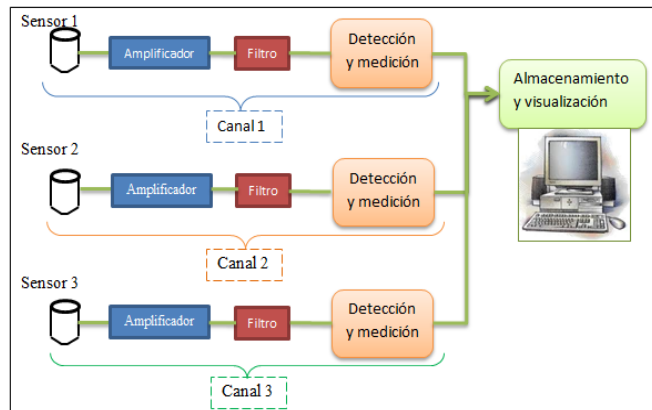 Sensor 1
Amplificador
Filtro
Detección
y medición
Canal 1
Almacenamiento
y visualización
Sensor 2
Amplificador
Filtro
Detección
y medición
Canal 2
Sensor 3
Amplificador
Filtro
Detección
y medición
Canal 3